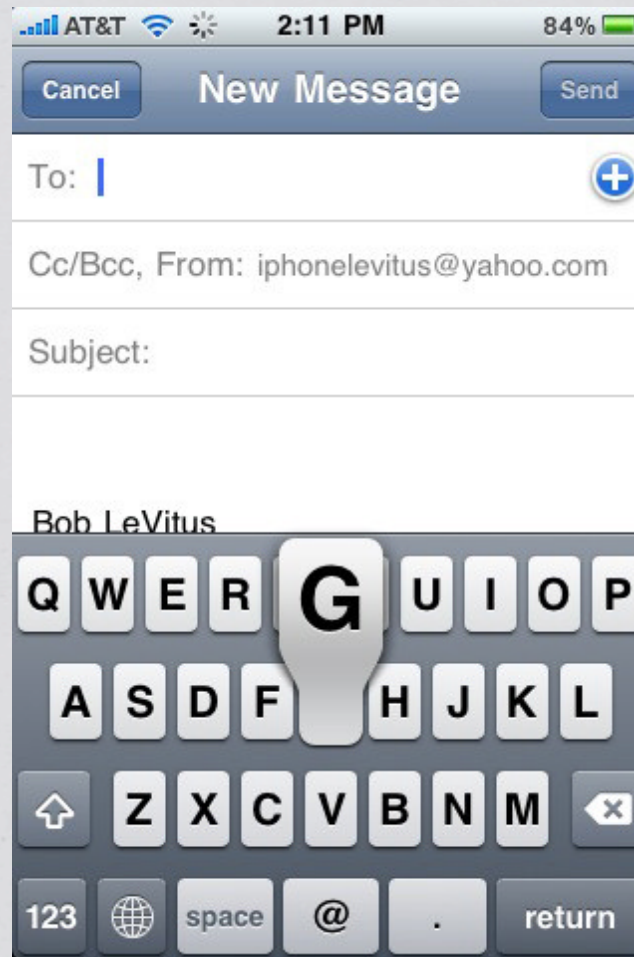 AT&T 2:11 PM 84%
Cancel New Message Send
To:
Cc/Bcc, From: iphonelevitus@yahoo.com
Subject:
Bob LeVitus
Q W E R G U I O P
A S D F H J K L
Z X C V B N M
123 space @ . return